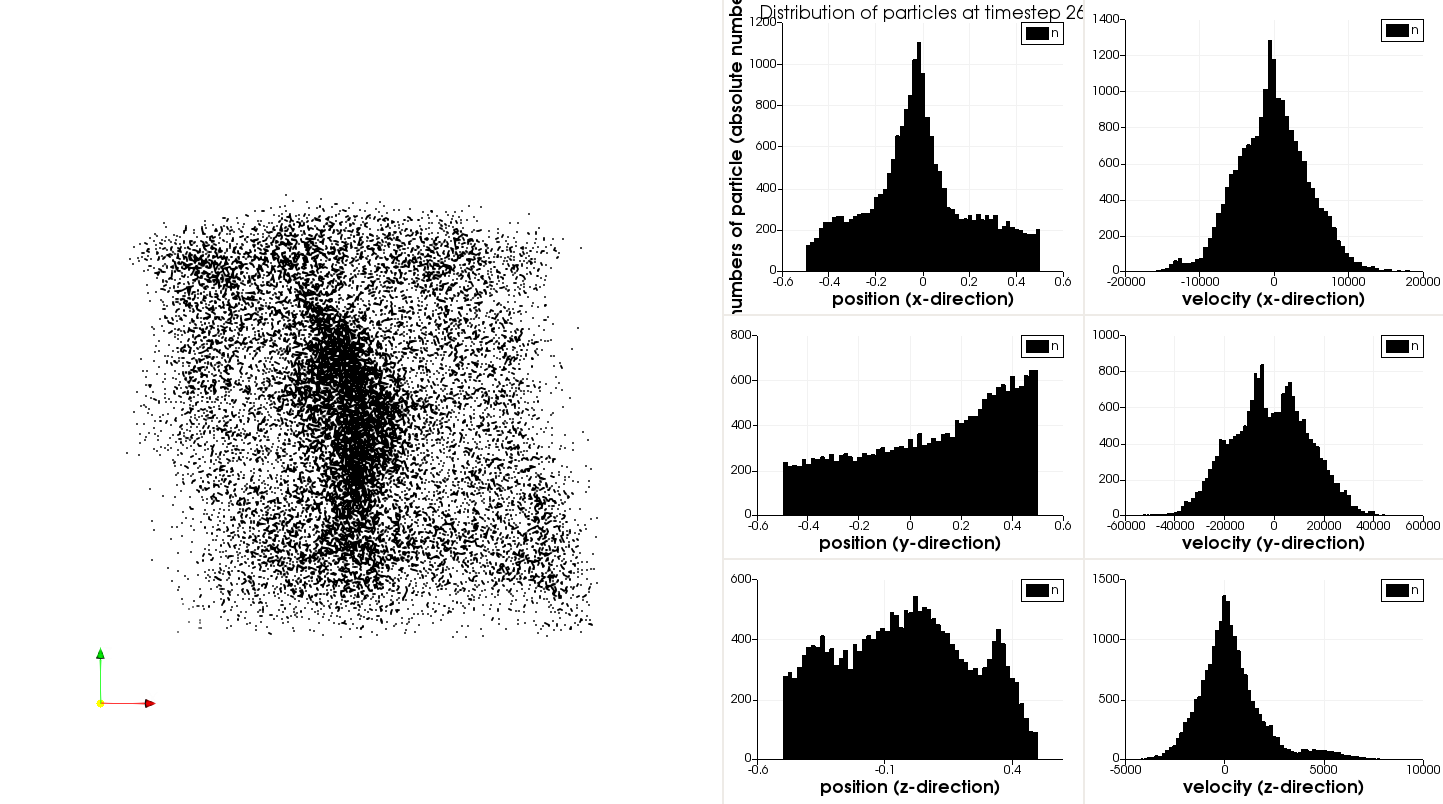 Distribution of particles at timestep 26
numbers of particle (absolute numbe
1200
1000
800
600
400
200
0
-0.6 -0.4 -0.2 0 0.2 0.4 0.6
position (x-direction)
n
1400
1200
1000
800
600
400
200
0
-20000 -10000 0 10000 20000
velocity (x-direction)
n
800
600
400
200
0
-0.6 -0.4 -0.2 0 0.2 0.4 0.6
position (y-direction)
n
1000
800
600
400
200
0
-60000 -40000 -20000 0 20000 40000 60000
velocity (y-direction)
n
600
400
200
0
-0.6 -0.1 0.4
position (z-direction)
n
1500
1000
500
0
-5000 0 5000 10000
velocity (z-direction)
n